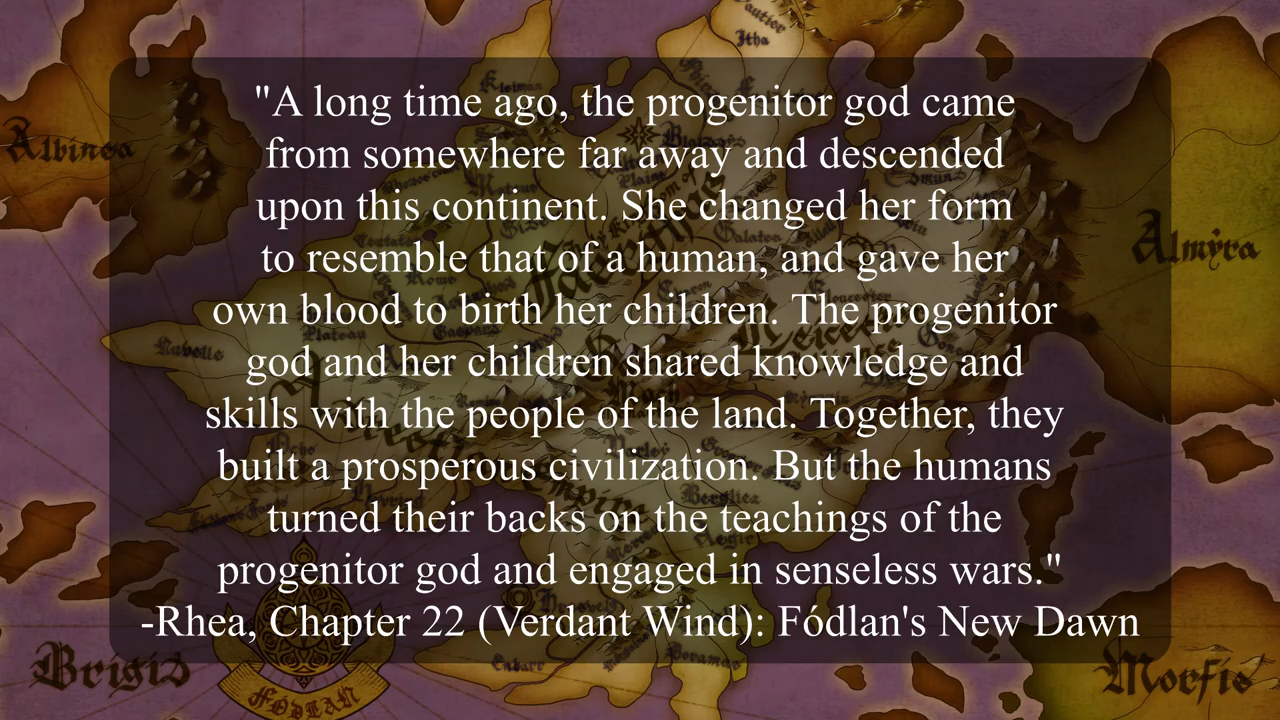 "A long time ago, the progenitor god came
from somewhere far away and descended
upon this continent. She changed her form
to resemble that of a human, and gave her
own blood to birth her children. The progenitor
god and her children shared knowledge and
skills with the people of the land. Together, they
built a prosperous civilization. But the humans
turned their backs on the teachings of the
progenitor god and engaged in senseless wars."
-Rhea, Chapter 22 (Verdant Wind): Fódlan's New Dawn
Itha
Albinea
Almyra
Nuvelle
Brigid
FÓDLAN
Morfis